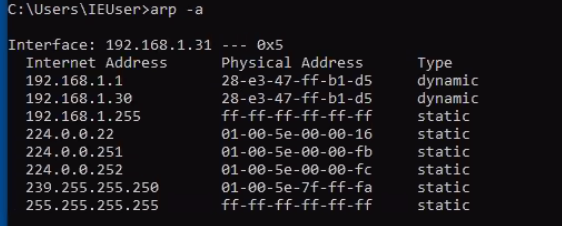 C:\Users\IEUser>arp -a
Interface: 192.168.1.31 --- 0x5
Internet Address Physical Address Type
192.168.1.1 28-e3-47-ff-b1-d5 dynamic
192.168.1.30 28-e3-47-ff-b1-d5 dynamic
192.168.1.255 ff-ff-ff-ff-ff-ff static
224.0.0.22 01-00-5e-00-00-16 static
224.0.0.251 01-00-5e-00-00-fb static
224.0.0.252 01-00-5e-00-00-fc static
239.255.255.250 01-00-5e-7f-ff-fa static
255.255.255.255 ff-ff-ff-ff-ff-ff static